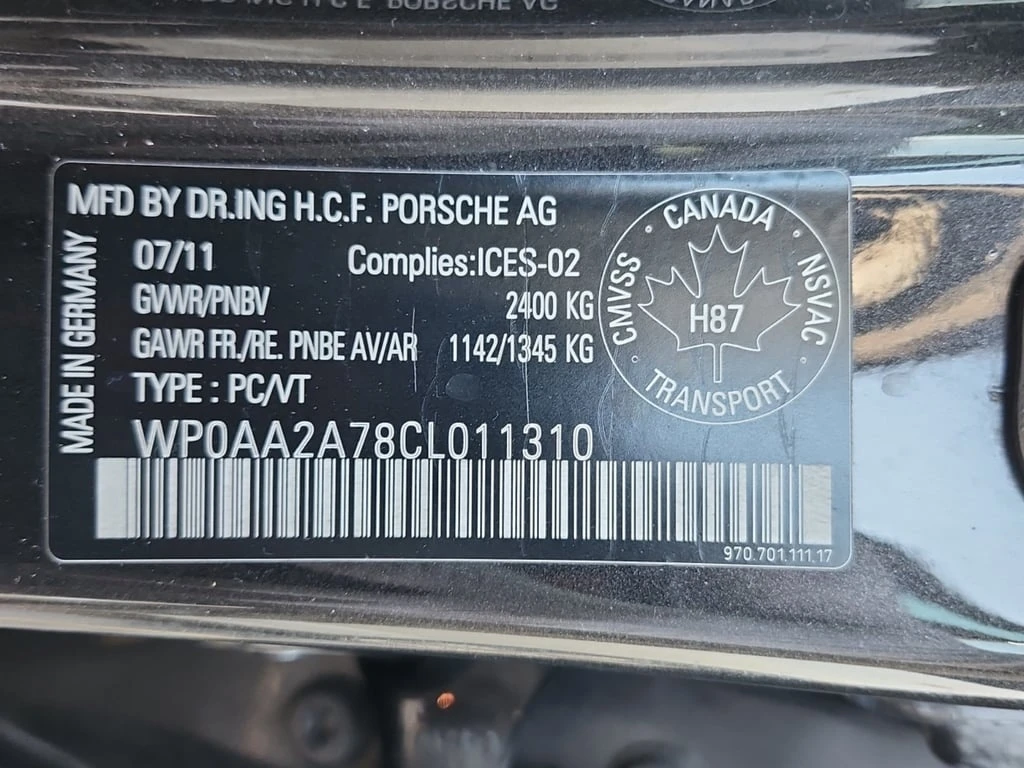 MFD BY DR.ING H.C.F. PORSCHE AG
07/11 Complies:ICES-02
GVWR/PNBV 2400 KG
GAWR FR./RE. PNBE AV/AR 1142/1345 KG
TYPE : PC/VT
WP0AA2A78CL011310
970.701.111.17
MADE IN GERMANY
CANADA
CMVSS
NSVAC
H87
TRANSPORT